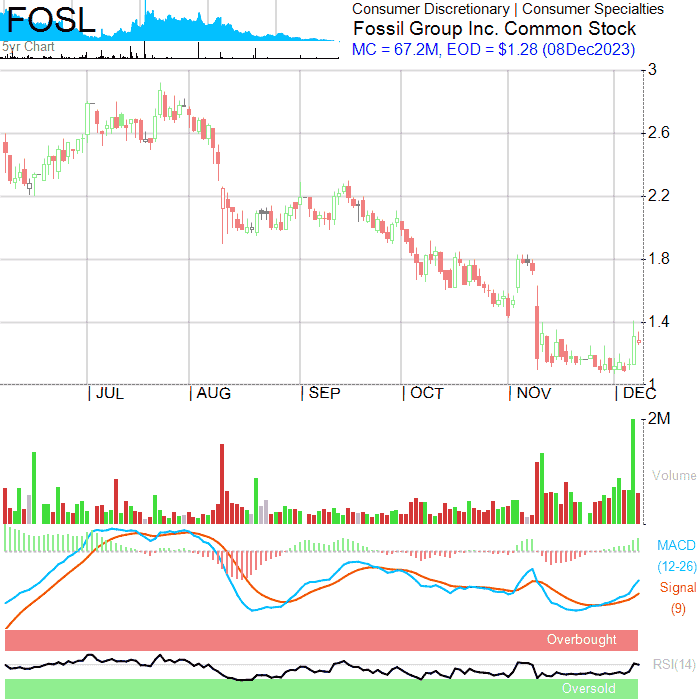 FOSL
5yr Chart
Consumer Discretionary | Consumer Specialties
Fossil Group Inc. Common Stock
MC = 67.2M, EOD = $1.28 (08Dec2023)
3
2.6
2.2
1.8
1.4
1
| JUL | AUG | SEP | OCT | NOV | DEC
2M
Volume
MACD
(12-26)
Signal
(9)
Overbought
RSI(14)
Oversold